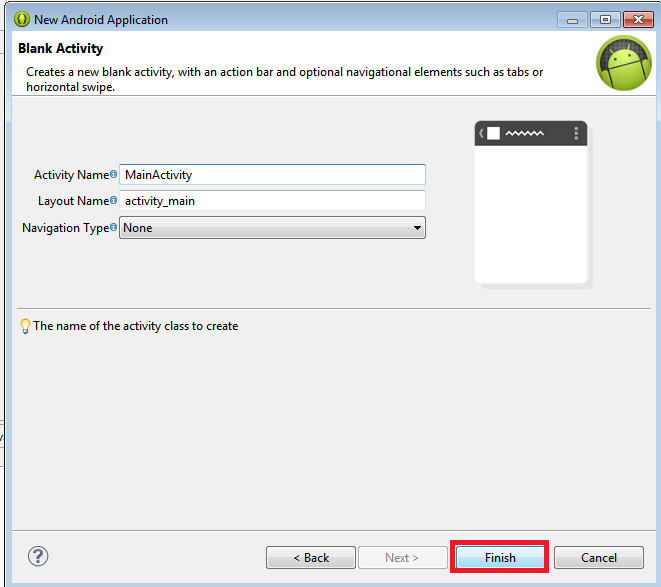 New Android Application
Blank Activity
Creates a new blank activity, with an action bar and optional navigational elements such as tabs or
horizontal swipe.
Activity Name MainActivity
Layout Name activity_main
Navigation Type None
The name of the activity class to create
?
< Back Next > Finish Cancel